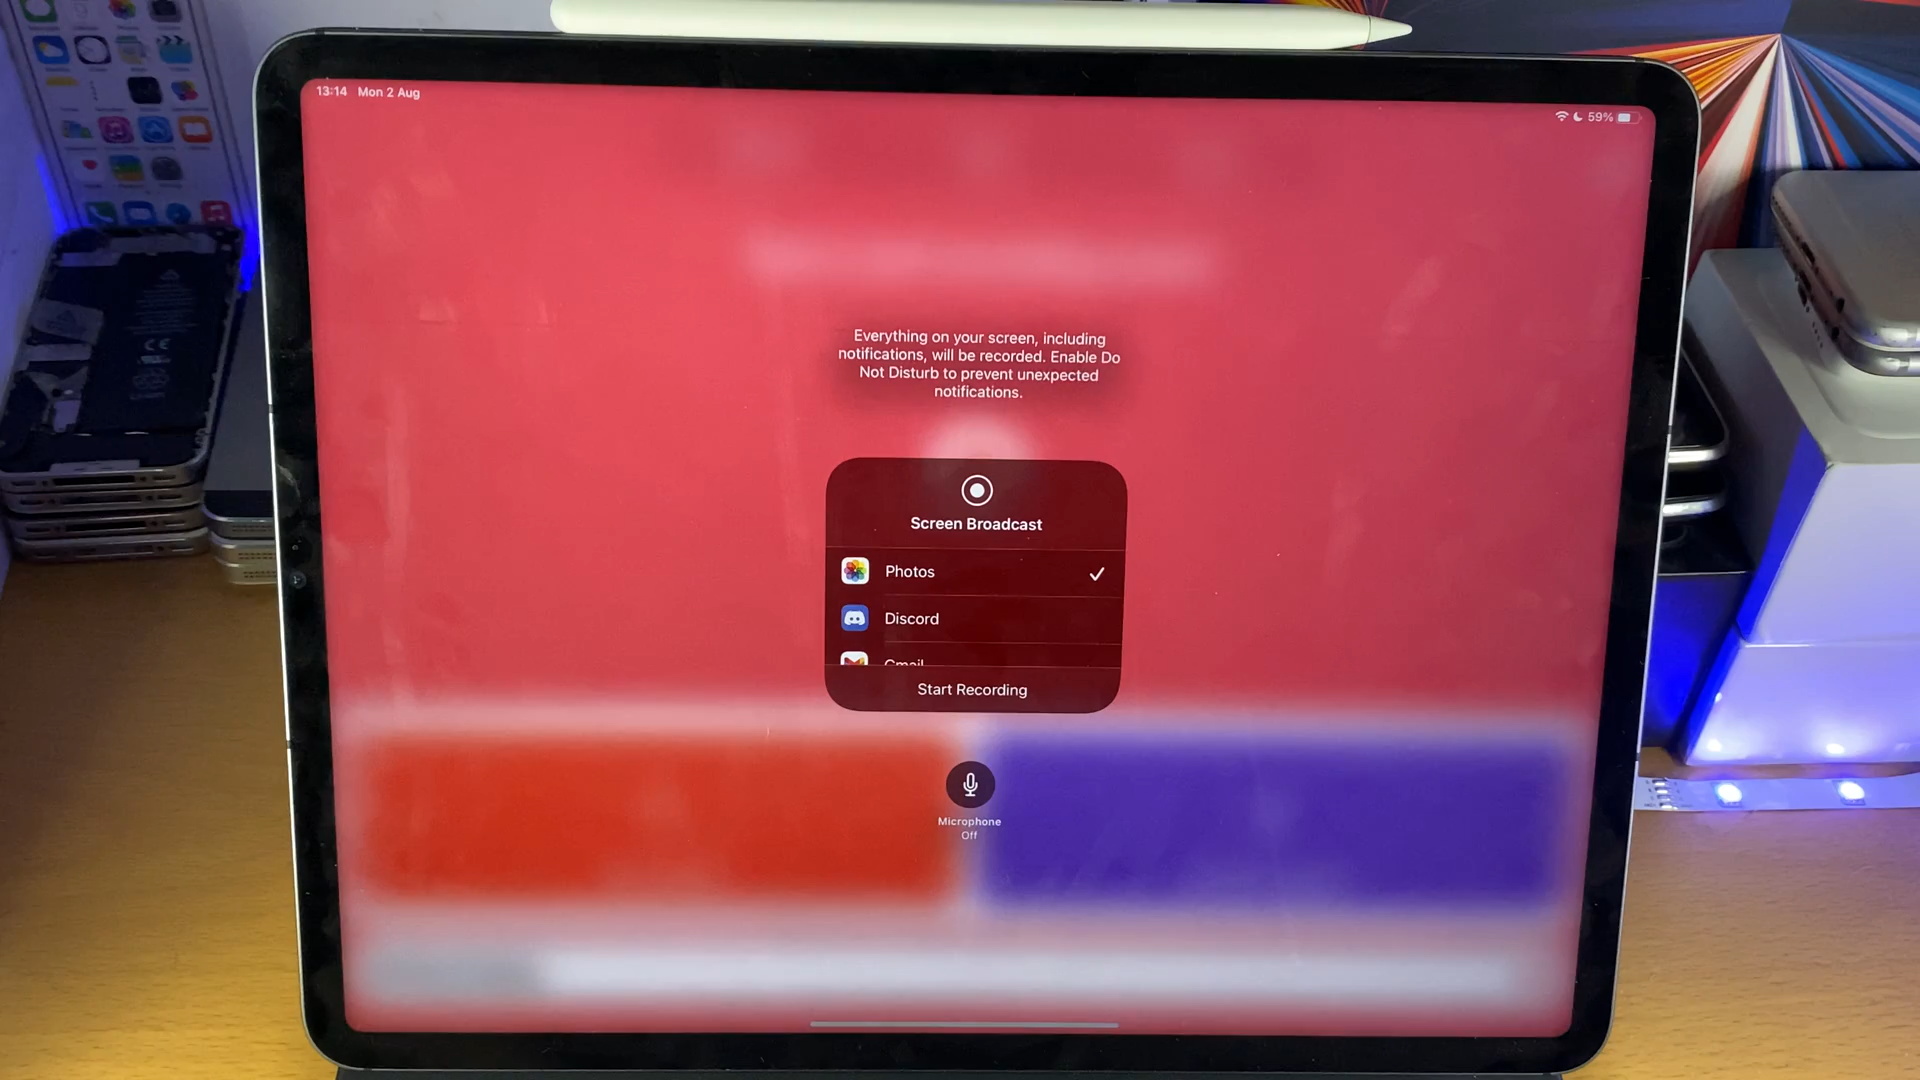 13:14 Mon 2 Aug
59%
Everything on your screen, including
notifications, will be recorded. Enable Do
Not Disturb to prevent unexpected
notifications.
Screen Broadcast
Photos
Discord
Gmail
Start Recording
Microphone
Off